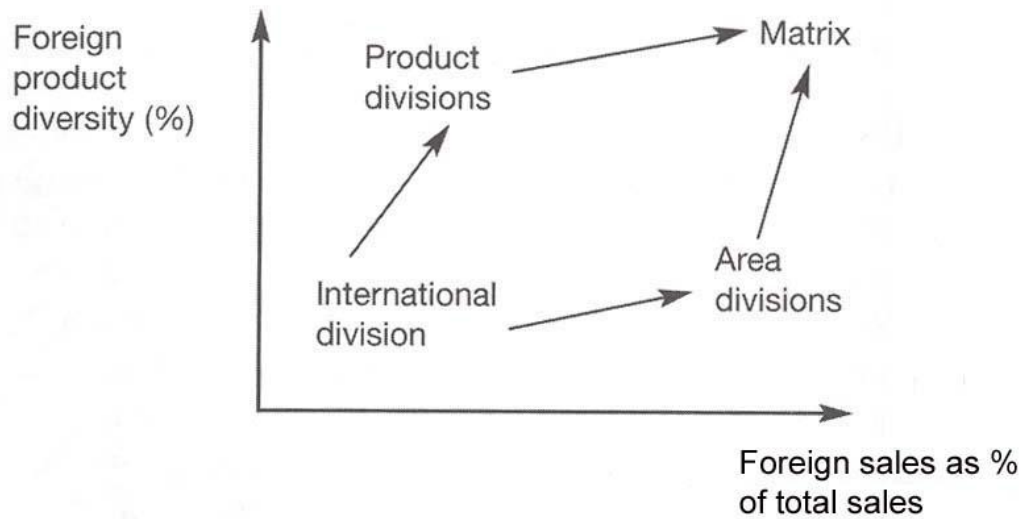 Foreign
product
diversity (%)
Product
divisions
Matrix
International
division
Area
divisions
Foreign sales as %
of total sales